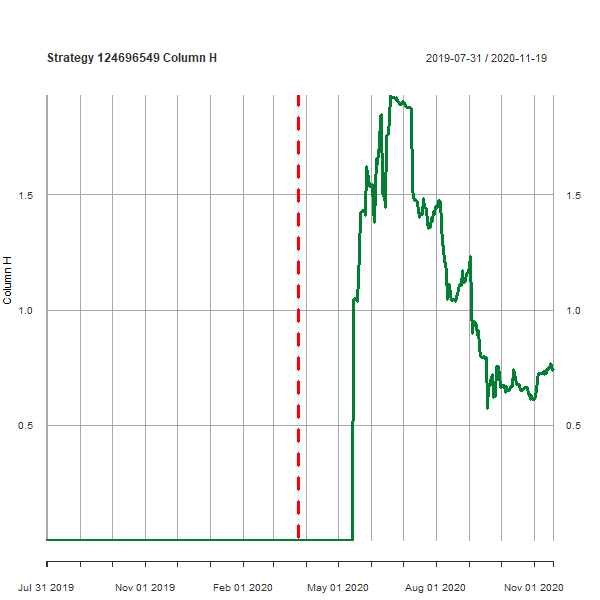 Strategy 124696549 Column H
2019-07-31 / 2020-11-19
Column H
1.5
1.0
0.5
1.5
1.0
0.5
Jul 31 2019
Nov 01 2019
Feb 01 2020
May 01 2020
Aug 01 2020
Nov 01 2020